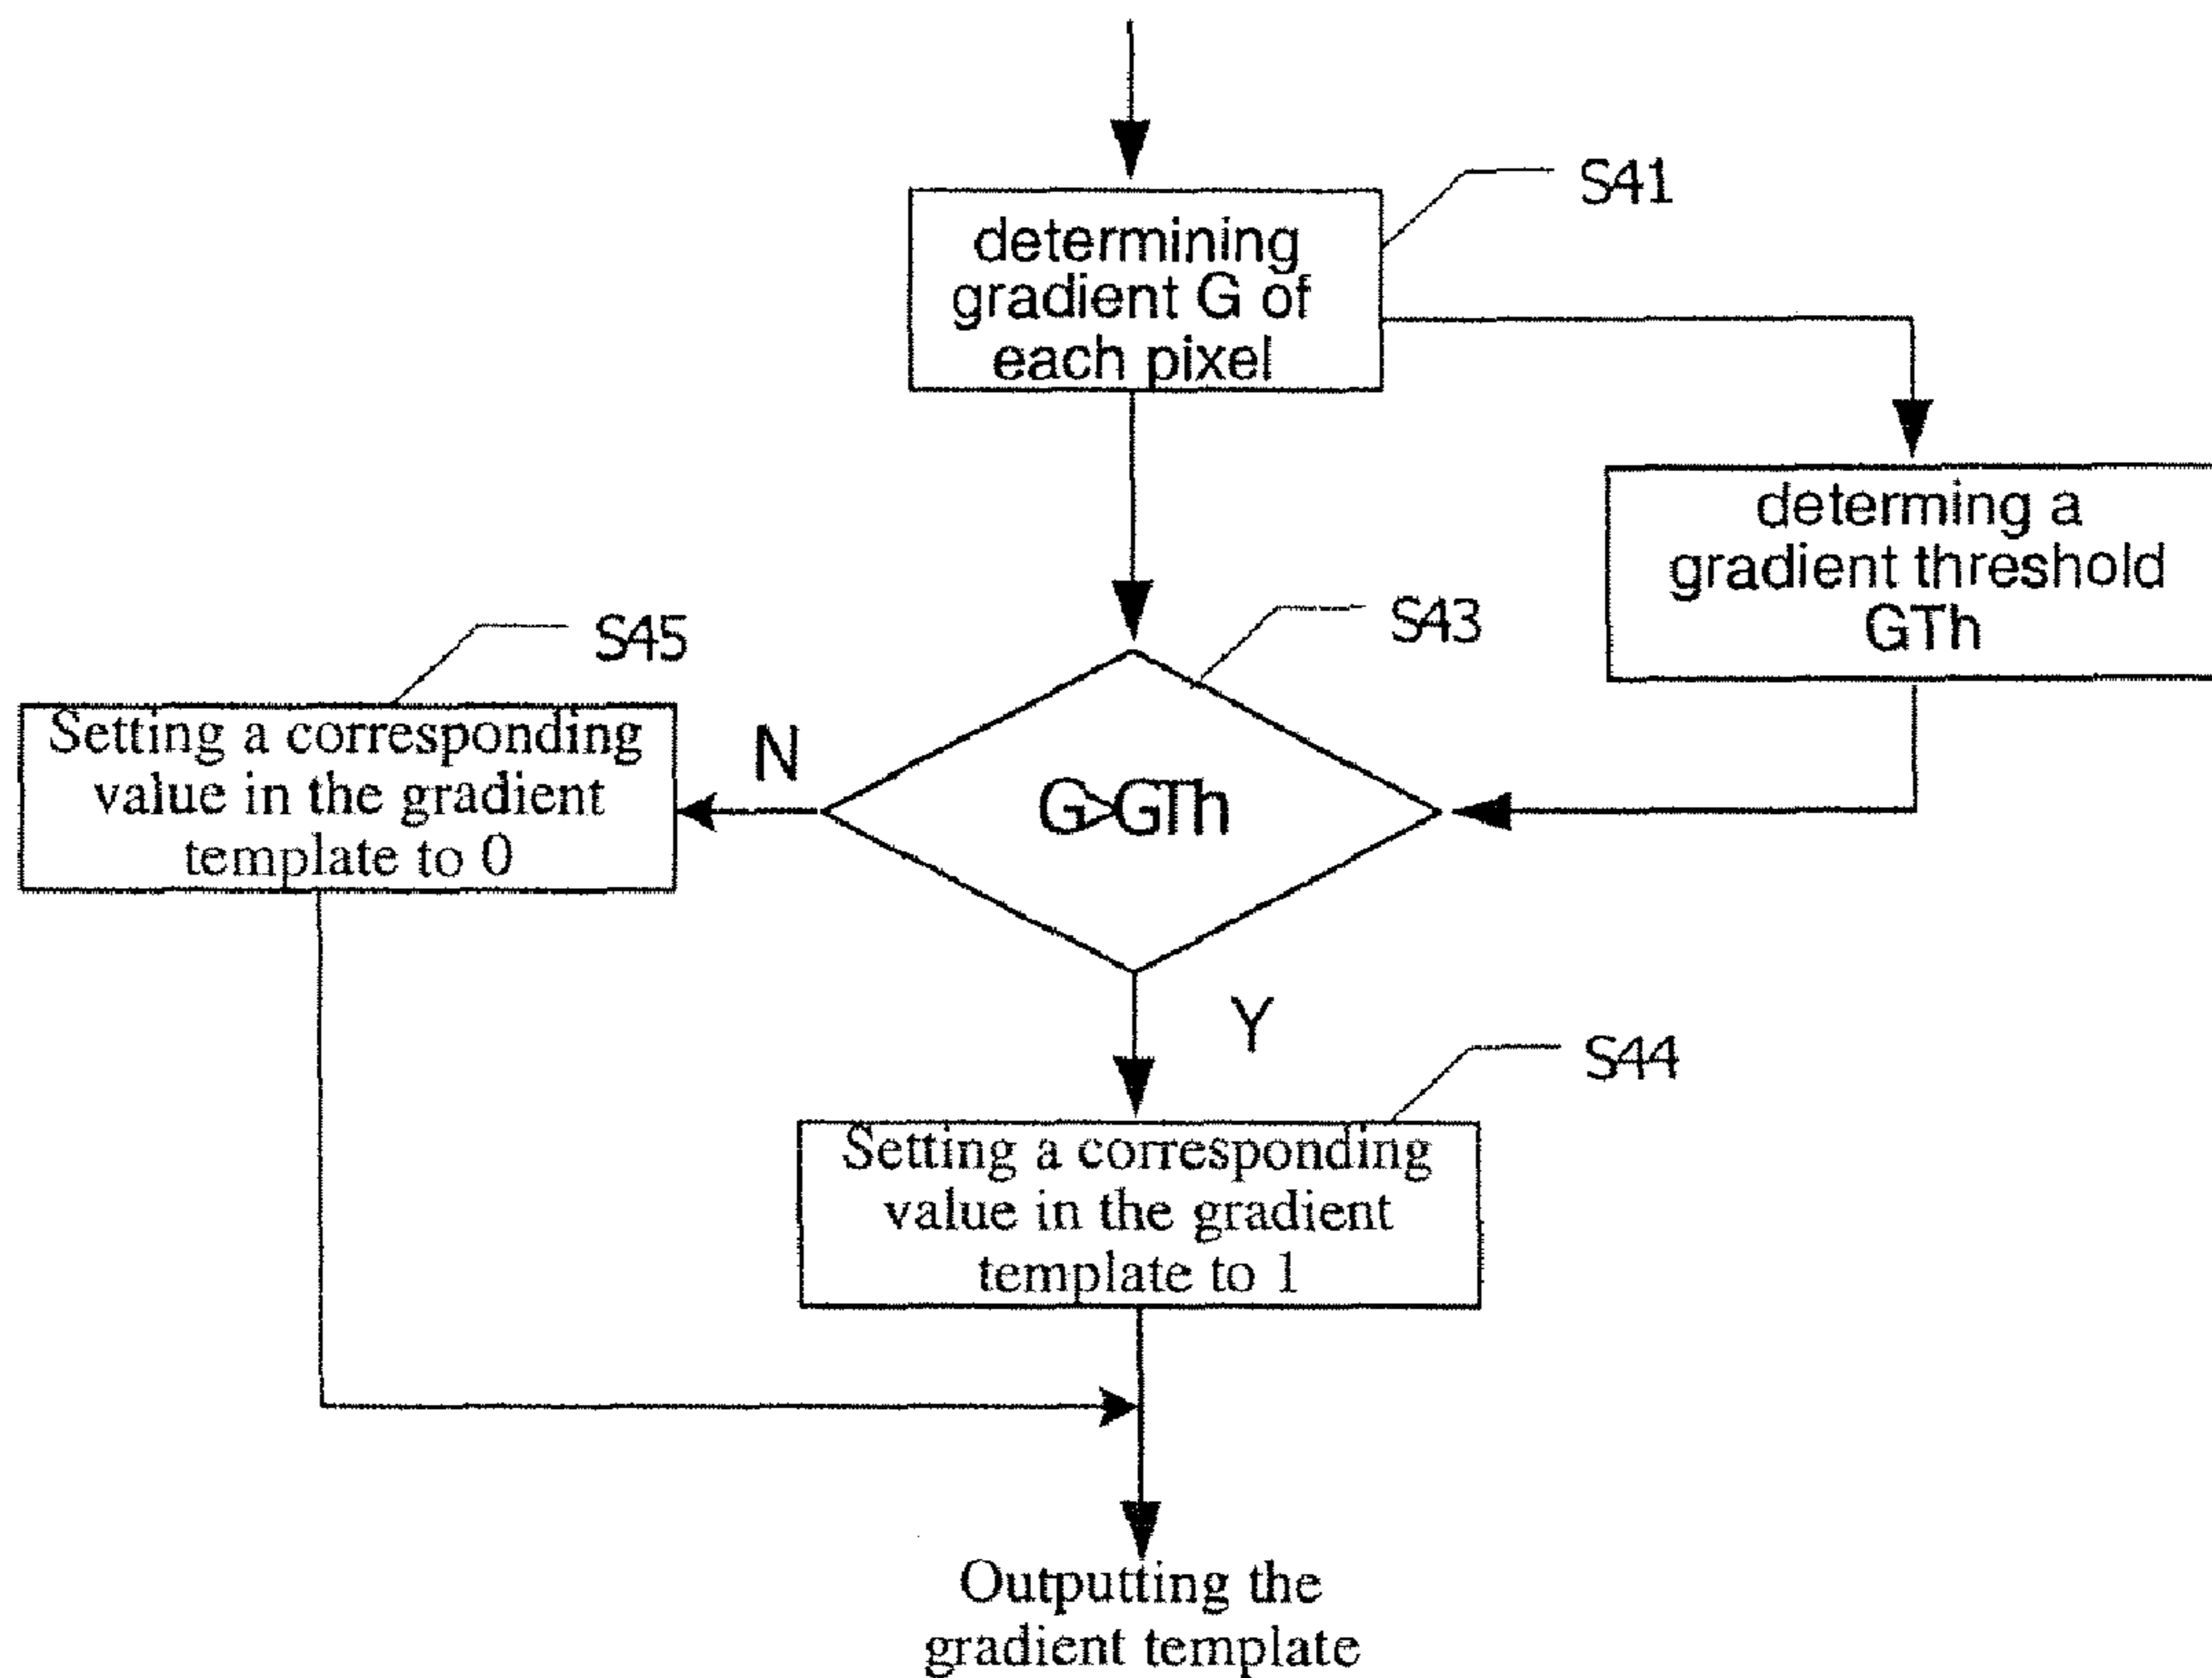 S41
determining
gradient G of
each pixel
determing a
gradient threshold
GTh
S43
S45
Setting a corresponding
value in the gradient
template to 0
N
G>GTh
Y
S44
Setting a corresponding
value in the gradient
template to 1
Outputting the
gradient template